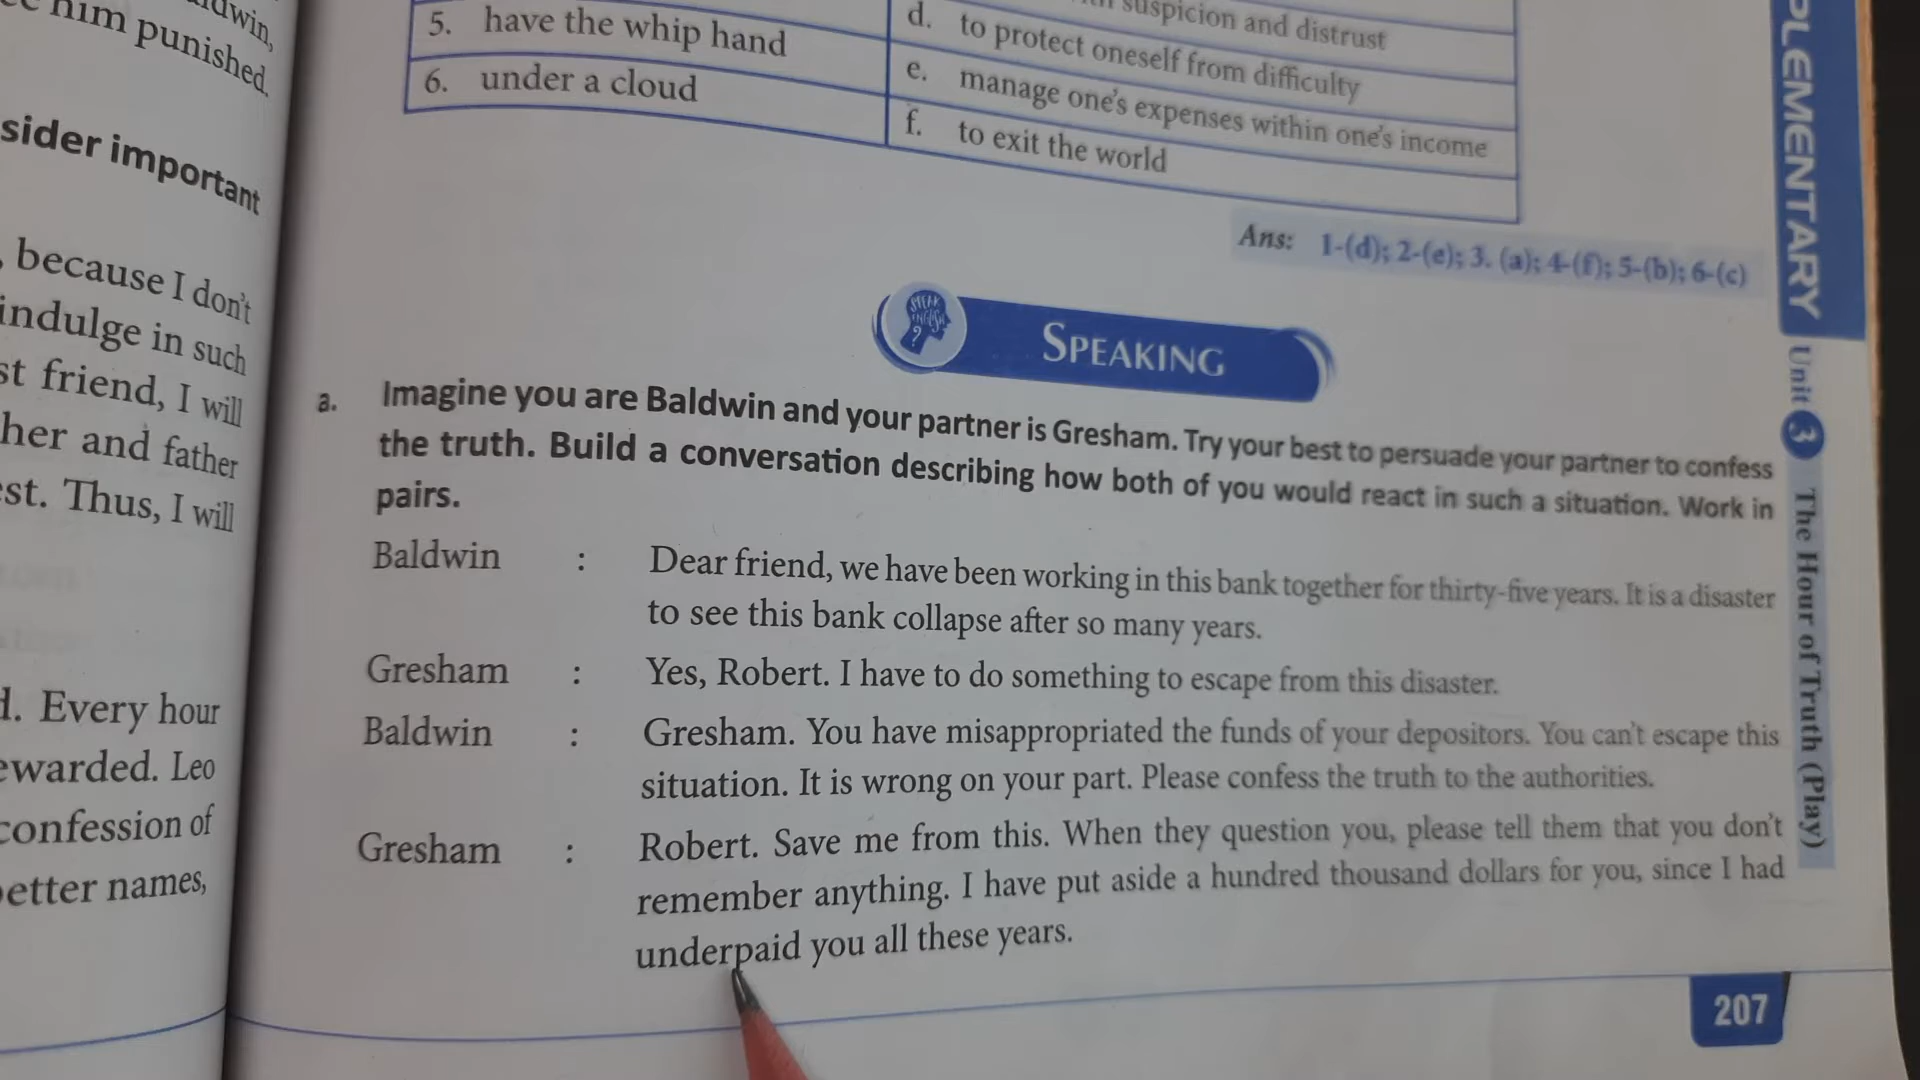 aldwin,
him punished.
sider important
, because I don't
indulge in such
st friend, I will
her and father
est. Thus, I will
d. Every hour
ewarded. Leo
confession of
better names,
suspicion and distrust
5. have the whip hand
d. to protect oneself from difficulty
6. under a cloud
e. manage one's expenses within one's income
f. to exit the world
Ans: 1-(d); 2-(e); 3. (a); 4-(f); 5-(b); 6-(c)
SPEAK
ENGLISH
?
SPEAKING
a. Imagine you are Baldwin and your partner is Gresham. Try your best to persuade your partner to confess
the truth. Build a conversation describing how both of you would react in such a situation. Work in
pairs.
Baldwin : Dear friend, we have been working in this bank together for thirty-five years. It is a disaster
to see this bank collapse after so many years.
Gresham : Yes, Robert. I have to do something to escape from this disaster.
Baldwin : Gresham. You have misappropriated the funds of your depositors. You can't escape this
situation. It is wrong on your part. Please confess the truth to the authorities.
Gresham : Robert. Save me from this. When they question you, please tell them that you don't
remember anything. I have put aside a hundred thousand dollars for you, since I had
underpaid you all these years.
207
PLEMENTARY
Unit 3 The Hour of Truth (Play)